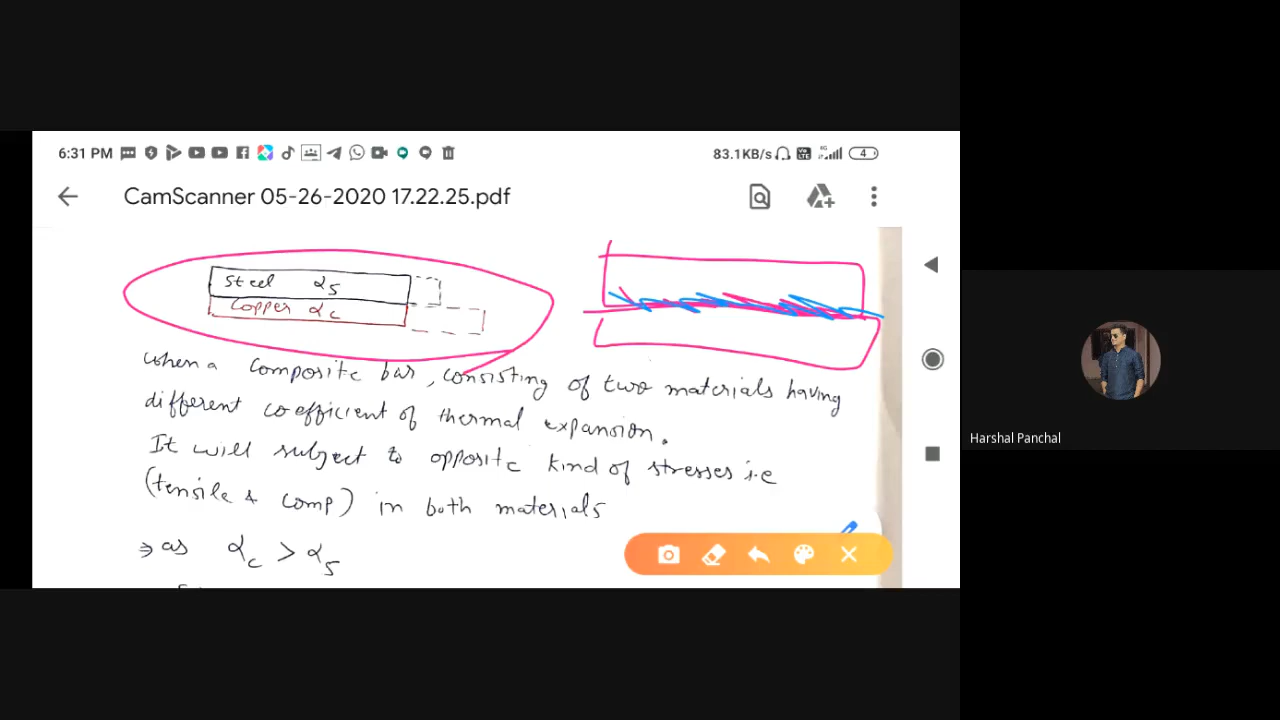 6:31 PM
83.1KB/s
4
CamScanner 05-26-2020 17.22.25.pdf
Steel αs
Copper αc
when a composite bar, consisting of two materials having
different coefficient of thermal expansion.
It will subject to opposite kind of stresses i.e
(tensile & comp) in both materials
⇒ as αc > αs
Harshal Panchal